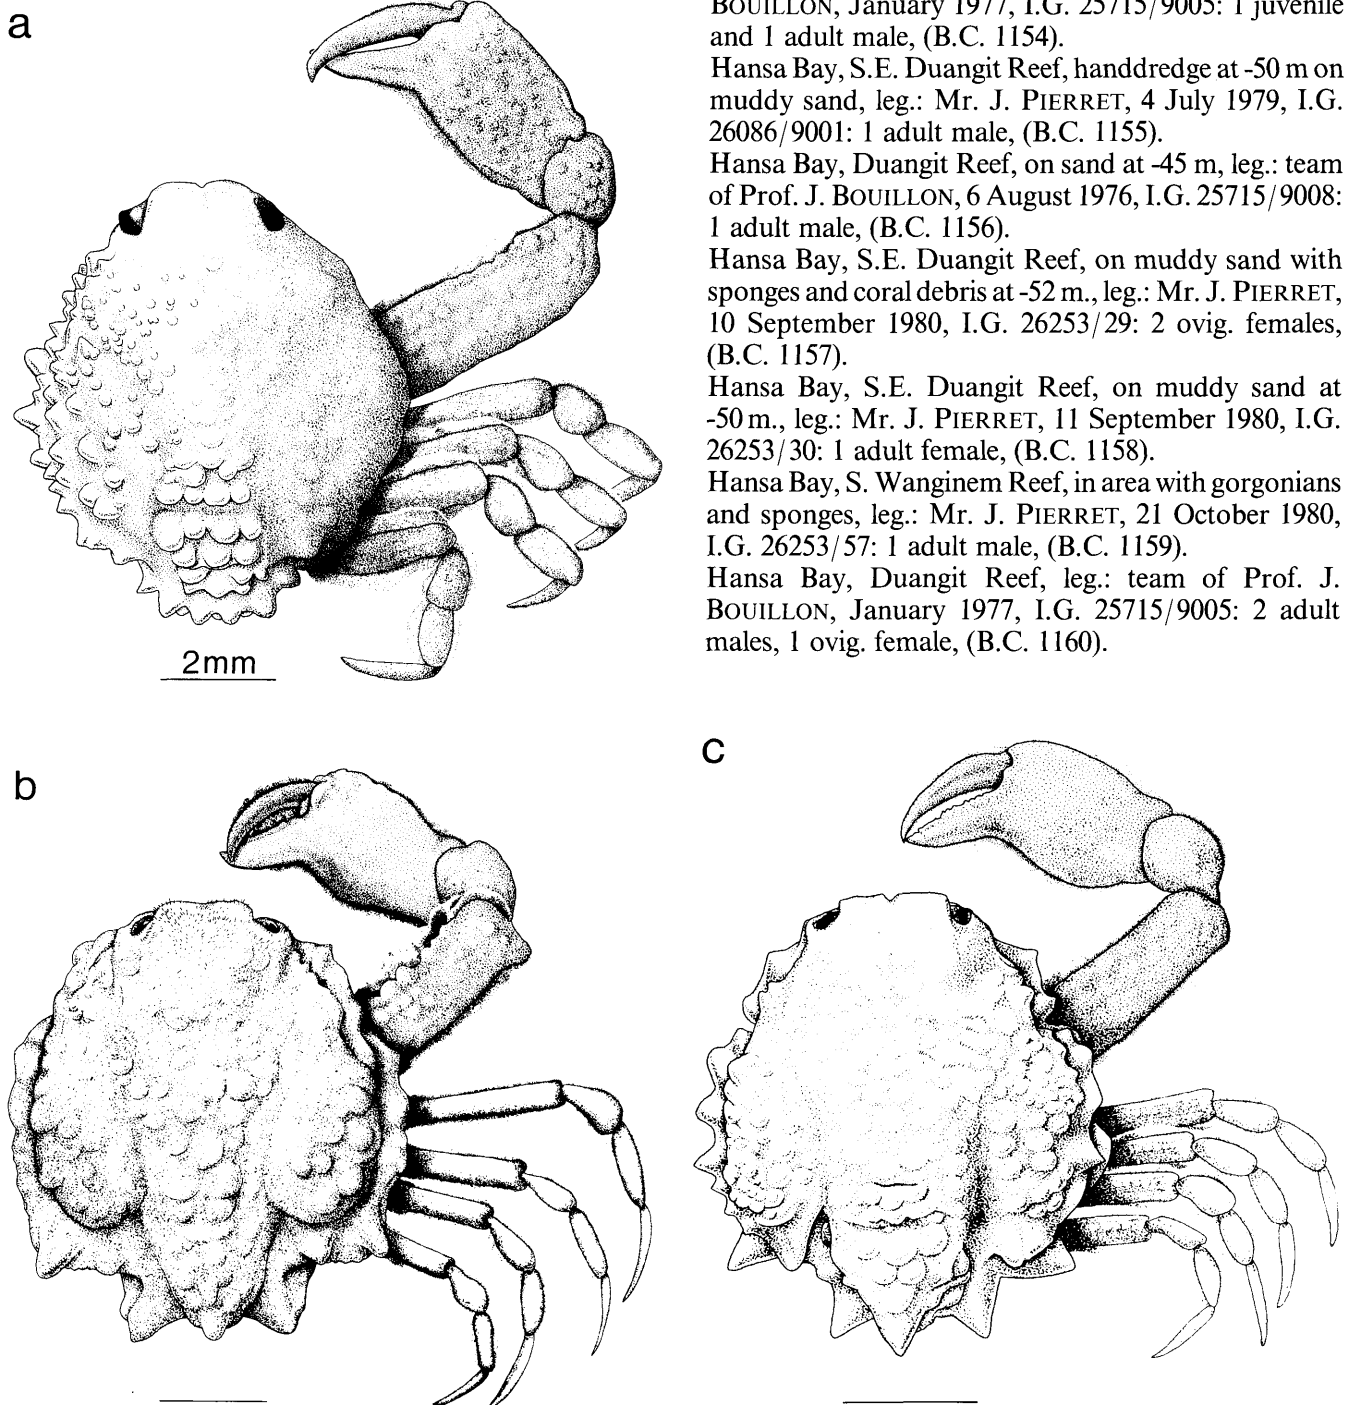 a
BOUILLON, January 1977, I.G. 25715/9005: 1 juvenile
and 1 adult male, (B.C. 1154).
Hansa Bay, S.E. Duangit Reef, handdredge at -50 m on
muddy sand, leg.: Mr. J. PIERRET, 4 July 1979, I.G.
26086/9001: 1 adult male, (B.C. 1155).
Hansa Bay, Duangit Reef, on sand at -45 m, leg.: team
of Prof. J. BOUILLON, 6 August 1976, I.G. 25715/9008:
1 adult male, (B.C. 1156).
Hansa Bay, S.E. Duangit Reef, on muddy sand with
sponges and coral debris at -52 m., leg.: Mr. J. PIERRET,
10 September 1980, I.G. 26253/29: 2 ovig. females,
(B.C. 1157).
Hansa Bay, S.E. Duangit Reef, on muddy sand at
-50 m., leg.: Mr. J. PIERRET, 11 September 1980, I.G.
26253/30: 1 adult female, (B.C. 1158).
Hansa Bay, S. Wanginem Reef, in area with gorgonians
and sponges, leg.: Mr. J. PIERRET, 21 October 1980,
I.G. 26253/57: 1 adult male, (B.C. 1159).
Hansa Bay, Duangit Reef, leg.: team of Prof. J.
BOUILLON, January 1977, I.G. 25715/9005: 2 adult
males, 1 ovig. female, (B.C. 1160).
2mm
b
c